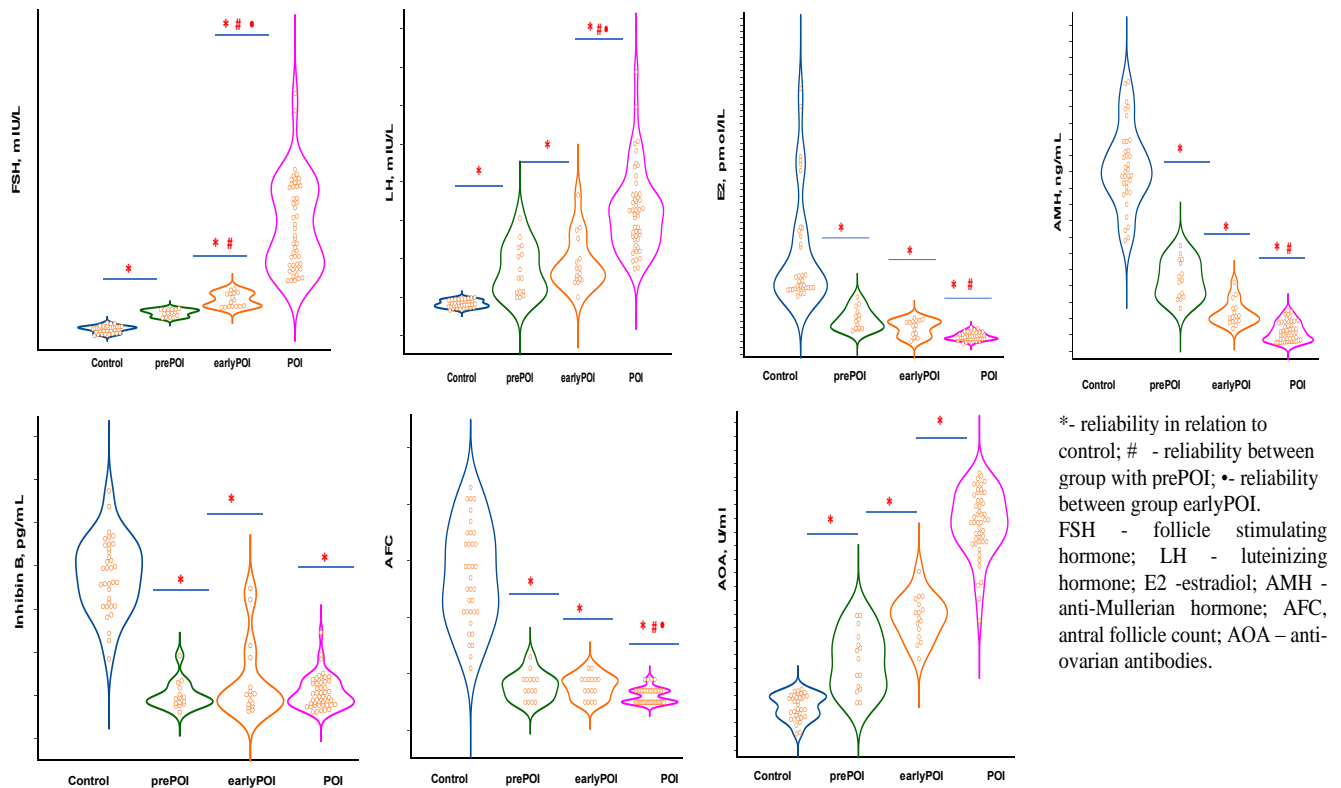 * # •
FSH, mIU/L
* #
*
Control prePOI earlyPOI POI
* # •
LH, mIU/L
*
*
Control prePOI earlyPOI POI
E2, pmol/L
*
*
* #
Control prePOI earlyPOI POI
AMH, ng/mL
*
*
* #
Control prePOI earlyPOI POI
Inhibin B, pg/mL
*
*
*
Control prePOI earlyPOI POI
AFC
*
*
* # •
Control prePOI earlyPOI POI
AOA, U/ml
*
*
*
Control prePOI earlyPOI POI
*- reliability in relation to
control; # - reliability between
group with prePOI; •- reliability
between group earlyPOI.
FSH - follicle stimulating
hormone; LH - luteinizing
hormone; E2 -estradiol; AMH -
anti-Mullerian hormone; AFC,
antral follicle count; AOA – anti-
ovarian antibodies.